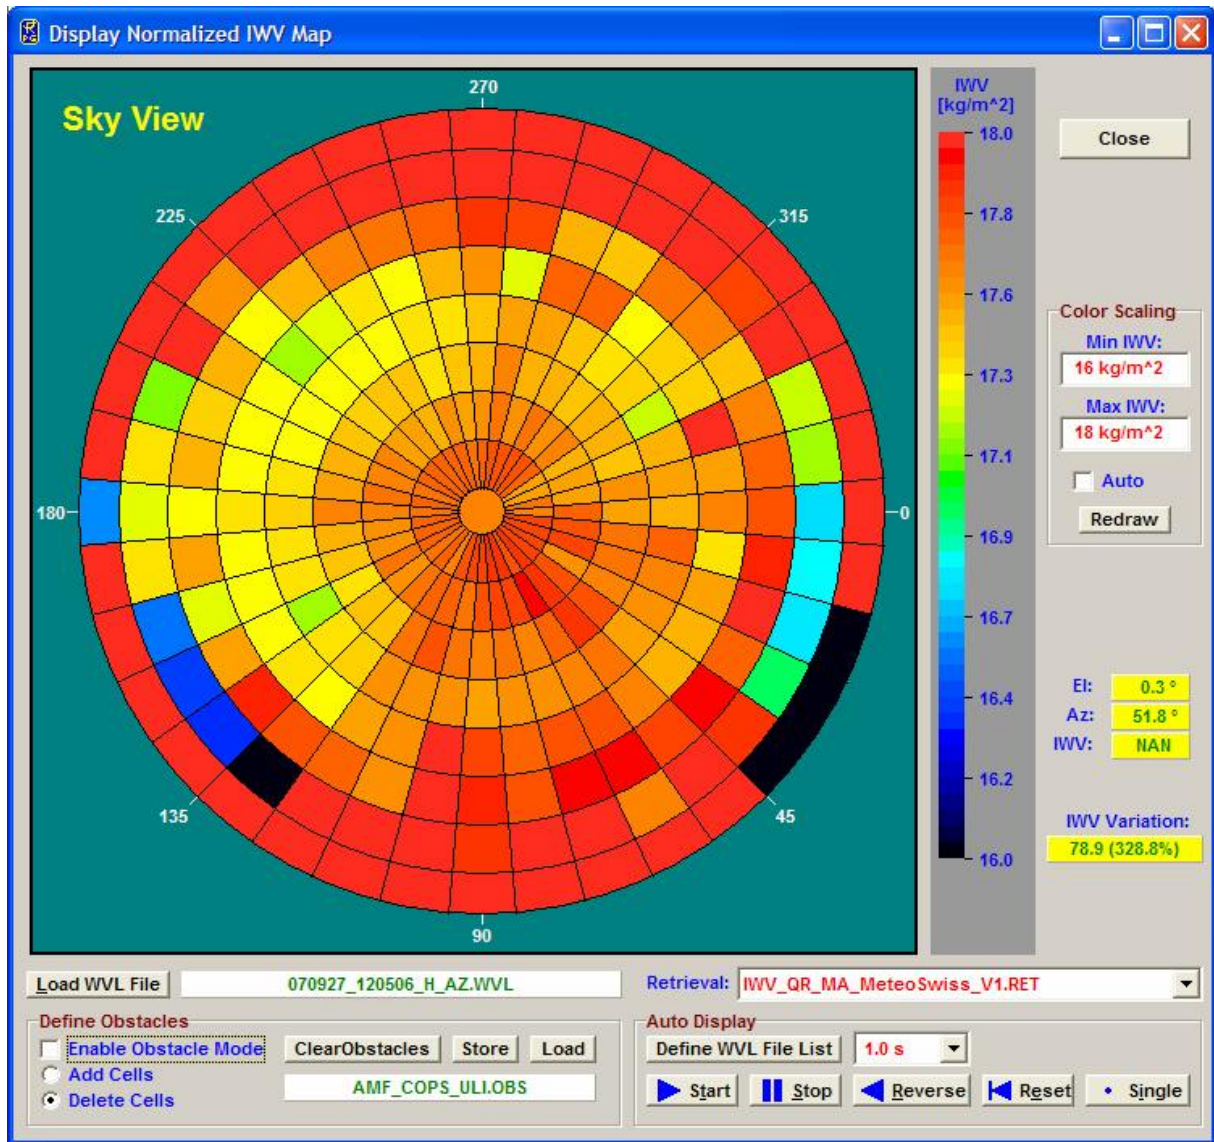 Display Normalized IWV Map
Sky View
270
225
315
180
0
135
45
90
IWV
[kg/m^2]
18.0
17.8
17.6
17.3
17.1
16.9
16.7
16.4
16.2
16.0
Close
Color Scaling
Min IWV:
16 kg/m^2
Max IWV:
18 kg/m^2
Auto
Redraw
El: 0.3 °
Az: 51.8 °
IWV: NAN
IWV Variation:
78.9 (328.8%)
Load WVL File 070927_120506_H_AZ.WVL
Retrieval: IWV_QR_MA_MeteoSwiss_V1.RET
Define Obstacles
Enable Obstacle Mode ClearObstacles Store Load
Add Cells
Delete Cells
AMF_COPS_ULI.OBS
Auto Display
Define WVL File List 1.0 s
Start Stop Reverse Reset Single